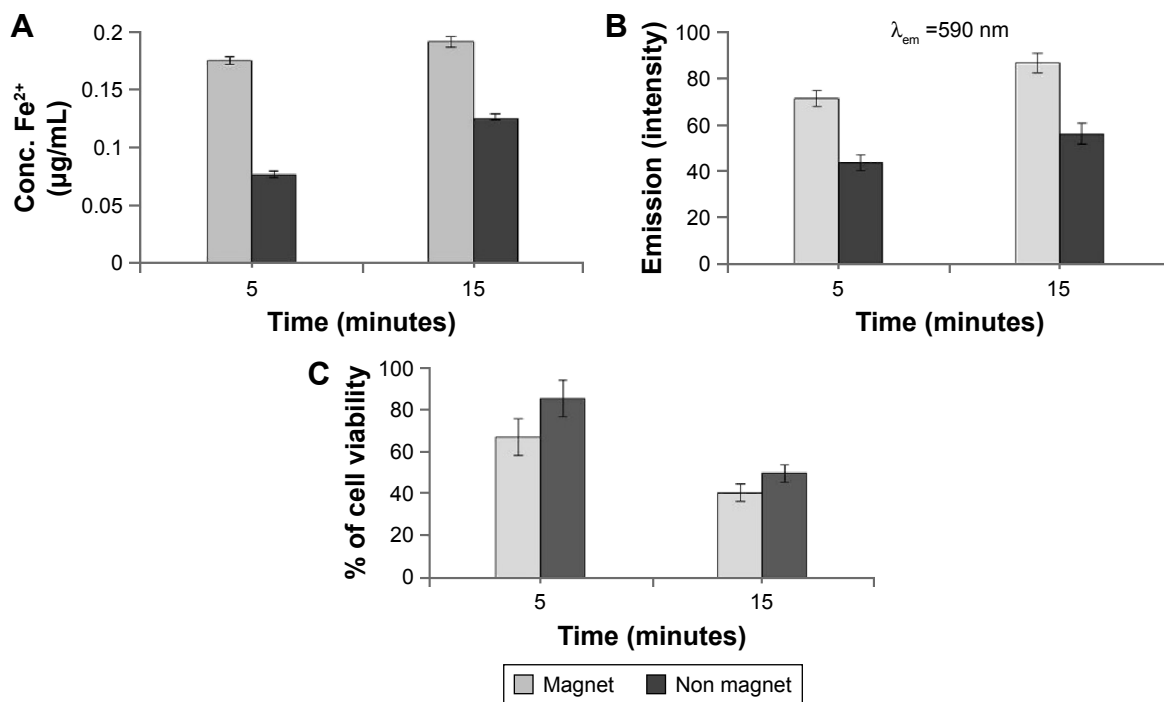 A
Conc. Fe²⁺
(µg/mL)
0.2
0.15
0.1
0.05
0
5
15
Time (minutes)
B
λem =590 nm
Emission (intensity)
100
80
60
40
20
0
5
15
Time (minutes)
C
% of cell viability
100
80
60
40
20
0
5
15
Time (minutes)
Magnet
Non magnet